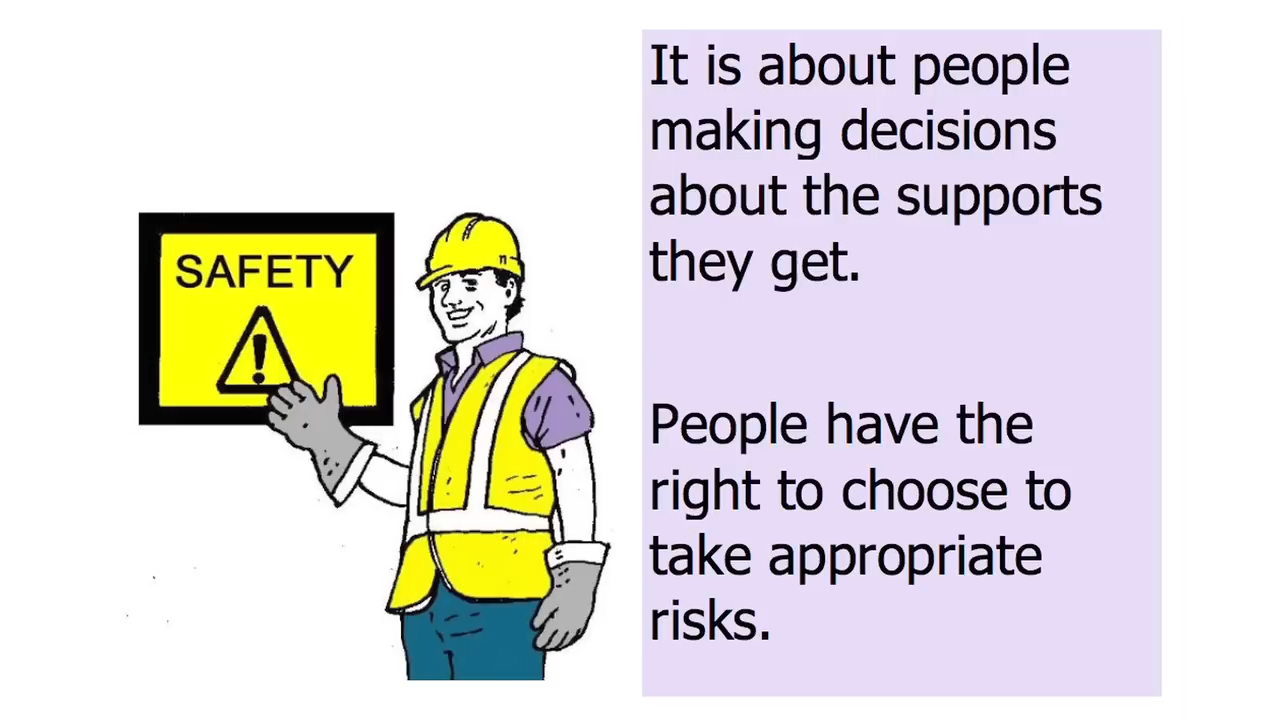 SAFETY
!
It is about people
making decisions
about the supports
they get.
People have the
right to choose to
take appropriate
risks.